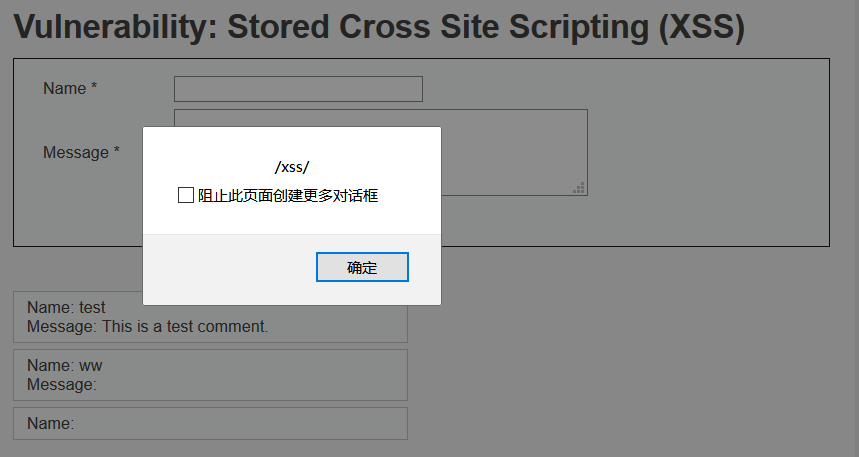 Vulnerability: Stored Cross Site Scripting (XSS)
Name *
Message *
/xss/
阻止此页面创建更多对话框
确定
Name: test
Message: This is a test comment.
Name: ww
Message:
Name: